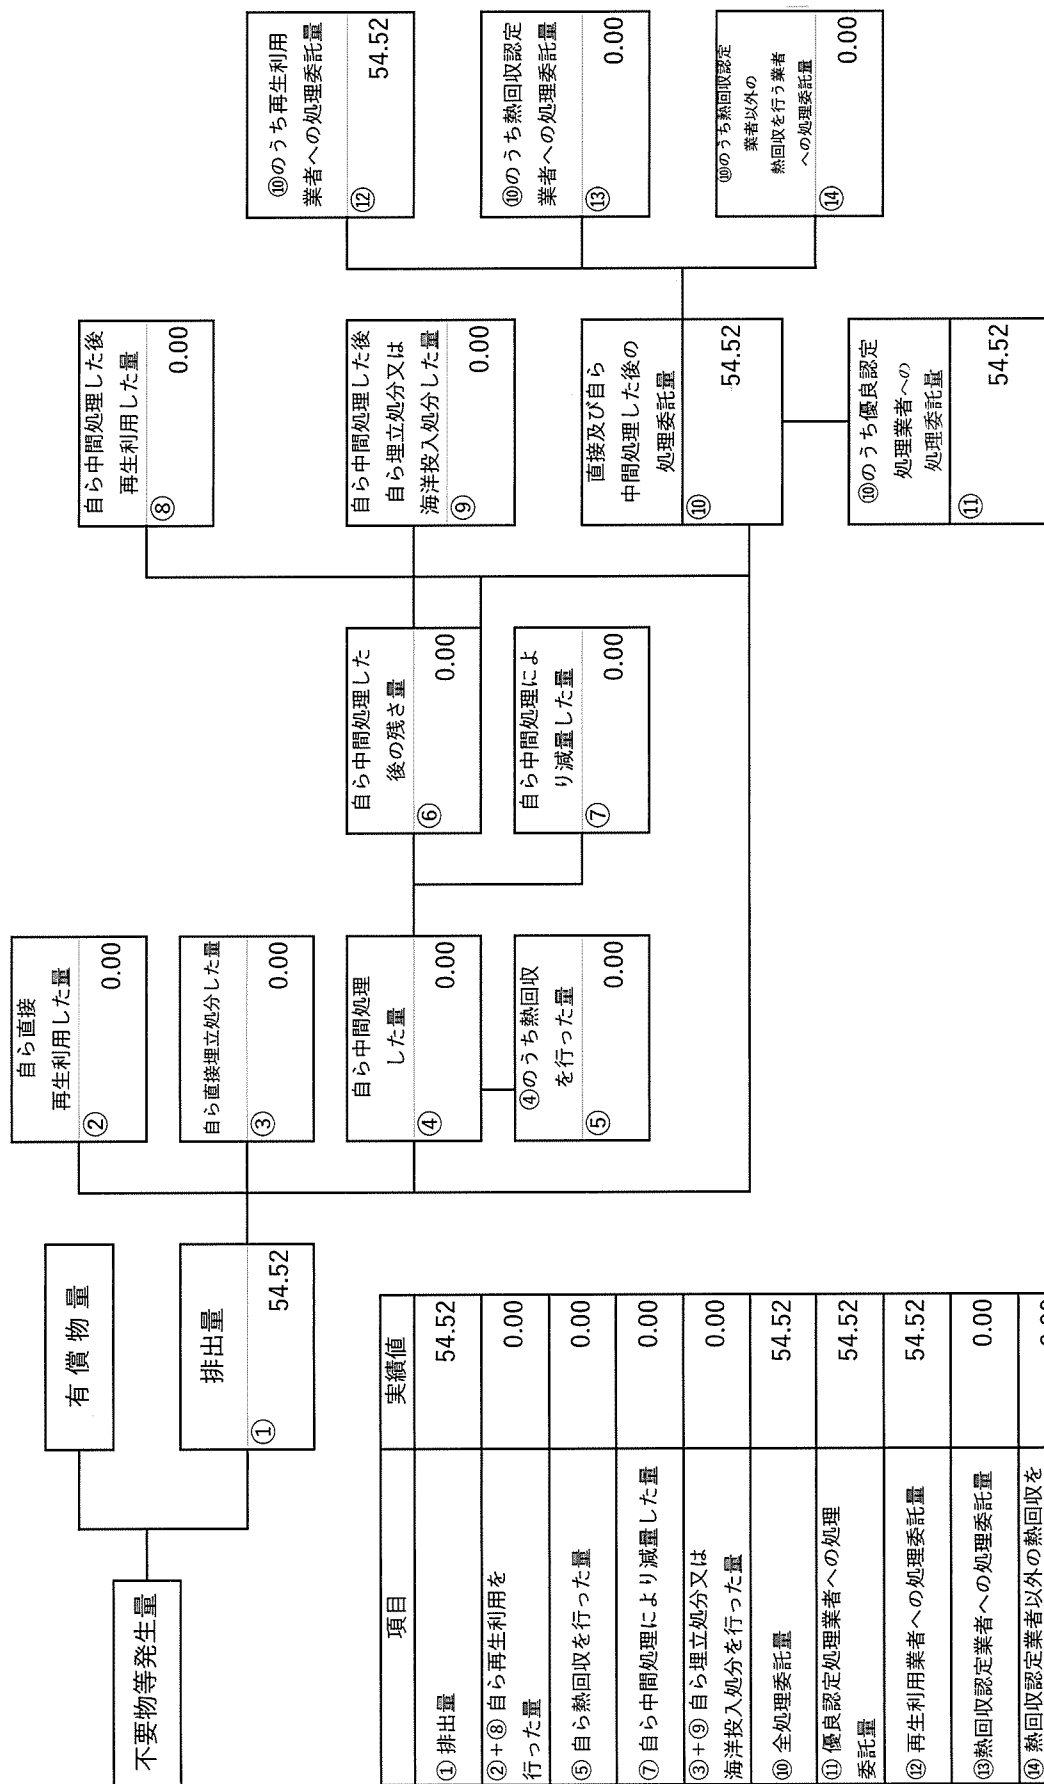 不要物等発生量
有償物量
排出量
①
54.52
自ら直接
再生利用した量
②
0.00
自ら直接埋立処分した量
③
0.00
自ら中間処理
した量
④
0.00
④のうち熱回収
を行った量
⑤
0.00
自ら中間処理した
後の残さ量
⑥
0.00
自ら中間処理によ
り減量した量
⑦
0.00
自ら中間処理した後
再生利用した量
⑧
0.00
自ら中間処理した後
自ら埋立処分又は
海洋投入処分した量
⑨
0.00
直接及び自ら
中間処理した後の
処理委託量
⑩
54.52
⑩のうち優良認定
処理業者への
処理委託量
⑪
54.52
⑩のうち再生利用
業者への処理委託量
⑫
54.52
⑩のうち熱回収認定
業者への処理委託量
⑬
0.00
⑩のうち熱回収認定
業者以外の
熱回収を行う業者
への処理委託量
⑭
0.00
項目 実績値
① 排出量 54.52
②+⑧ 自ら再生利用を
行った量 0.00
⑤ 自ら熱回収を行った量 0.00
⑦ 自ら中間処理により減量した量 0.00
③+⑨ 自ら埋立処分又は
海洋投入処分を行った量 0.00
⑩ 全処理委託量 54.52
⑪ 優良認定処理業者への処理
委託量 54.52
⑫ 再生利用業者への処理委託量 54.52
⑬熱回収認定業者への処理委託量 0.00
⑭ 熱回収認定業者以外の熱回収を